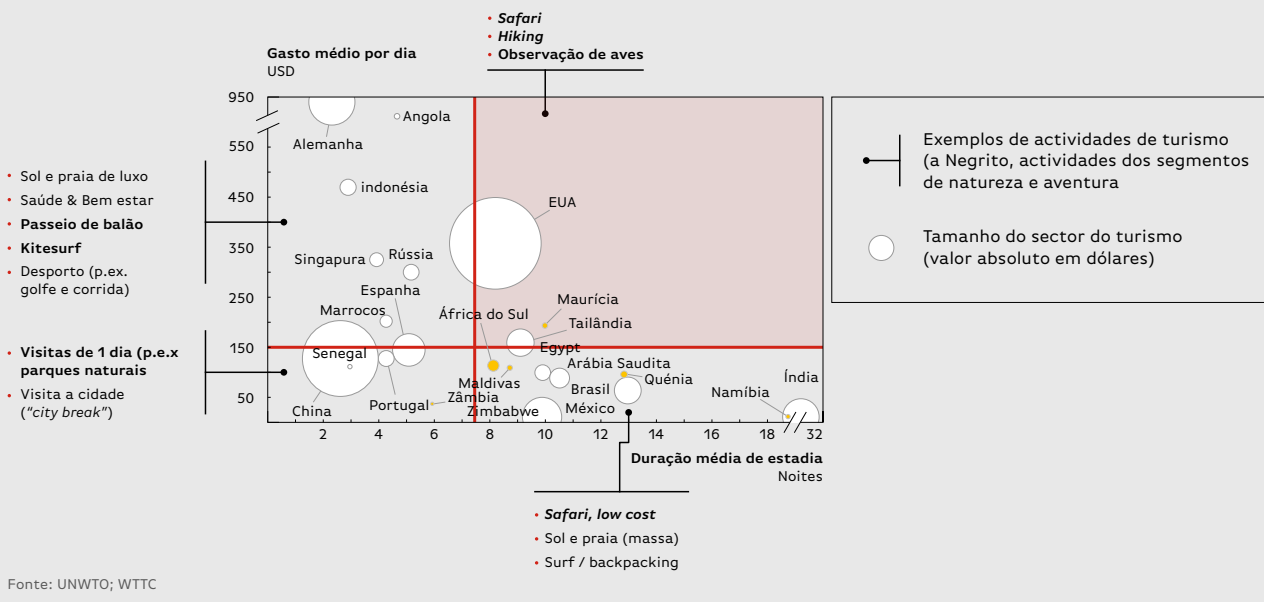 • Safari
• Hiking
• Observação de aves
Gasto médio por dia
USD
950
550
450
350
250
150
50
Alemanha
Angola
indonésia
EUA
Singapura
Rússia
Espanha
Marrocos
África do Sul
Maurícia
Tailândia
Senegal
Egypt
Arábia Saudita
Maldivas
Brasil
Quénia
Zâmbia
Namíbia
Índia
China
Portugal
Zimbabwe
México
2 4 6 8 10 12 14 16 18 32
Duração média de estadia
Noites
• Sol e praia de luxo
• Saúde & Bem estar
• Passeio de balão
• Kitesurf
• Desporto (p.ex.
golfe e corrida)
• Visitas de 1 dia (p.e.x
parques naturais
• Visita a cidade
(“city break”)
• Safari, low cost
• Sol e praia (massa)
• Surf / backpacking
Exemplos de actividades de turismo
(a Negrito, actividades dos segmentos
de natureza e aventura
Tamanho do sector do turismo
(valor absoluto em dólares)
Fonte: UNWTO; WTTC